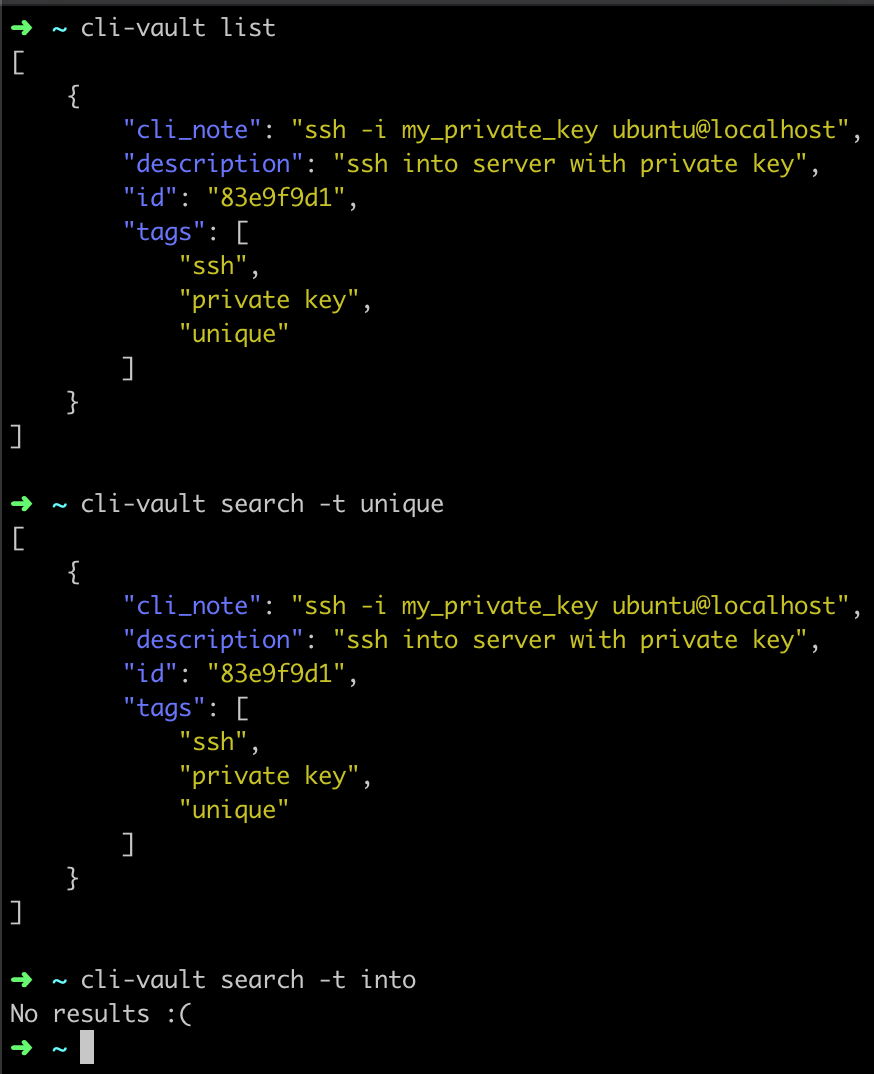 ➜ ~ cli-vault list
[
    {
        "cli_note": "ssh -i my_private_key ubuntu@localhost",
        "description": "ssh into server with private key",
        "id": "83e9f9d1",
        "tags": [
            "ssh",
            "private key",
            "unique"
        ]
    }
]
➜ ~ cli-vault search -t unique
[
    {
        "cli_note": "ssh -i my_private_key ubuntu@localhost",
        "description": "ssh into server with private key",
        "id": "83e9f9d1",
        "tags": [
            "ssh",
            "private key",
            "unique"
        ]
    }
]
➜ ~ cli-vault search -t into
No results :(
➜ ~